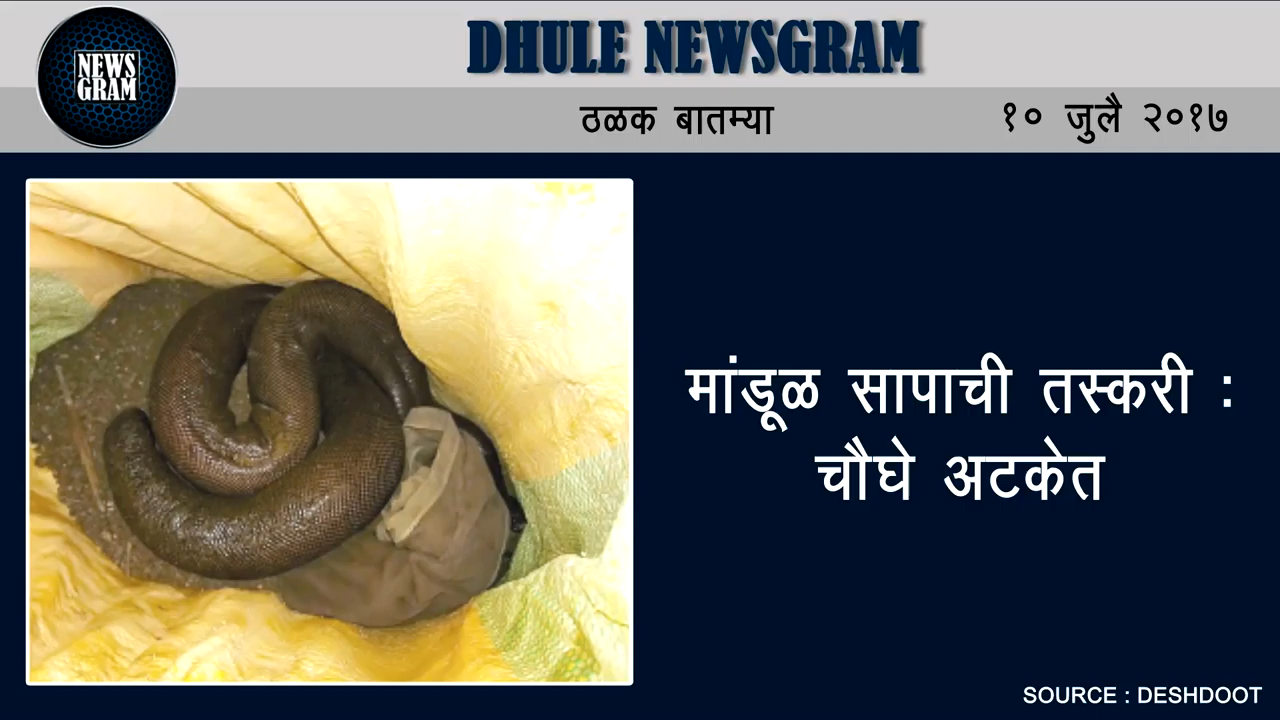 NEWS
GRAM
DHULE NEWSGRAM
ठळक बातम्या
१० जुलै २०१७
मांडूळ सापाची तस्करी :
चौघे अटकेत
SOURCE : DESHDOOT